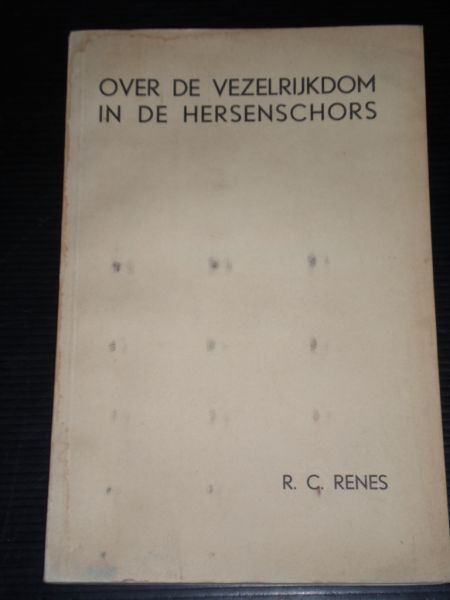 OVER DE VEZELRIJKDOM
IN DE HERSENSCHORS
R. C. RENES